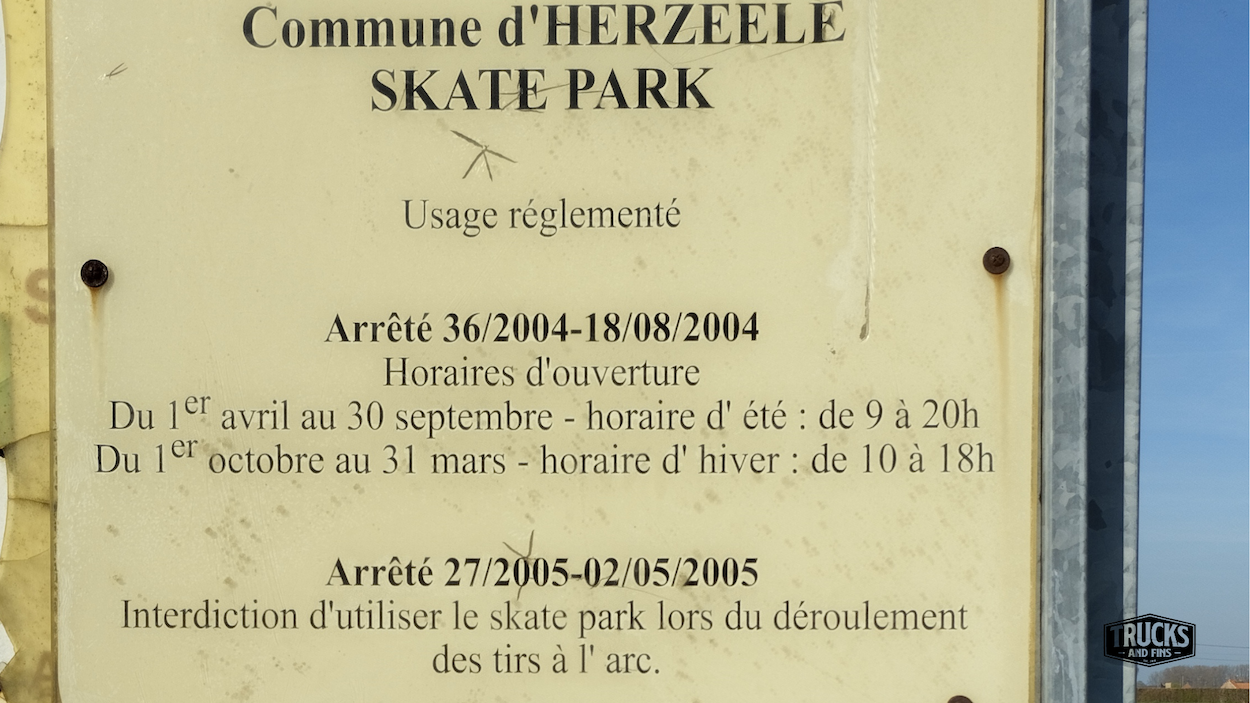 Commune d'HERZEELE
SKATE PARK
Usage réglementé
Arrêté 36/2004-18/08/2004
Horaires d'ouverture
Du 1er avril au 30 septembre - horaire d' été : de 9 à 20h
Du 1er octobre au 31 mars - horaire d' hiver : de 10 à 18h
Arrêté 27/2005-02/05/2005
Interdiction d'utiliser le skate park lors du déroulement
des tirs à l' arc.
TRUCKS
AND FINS